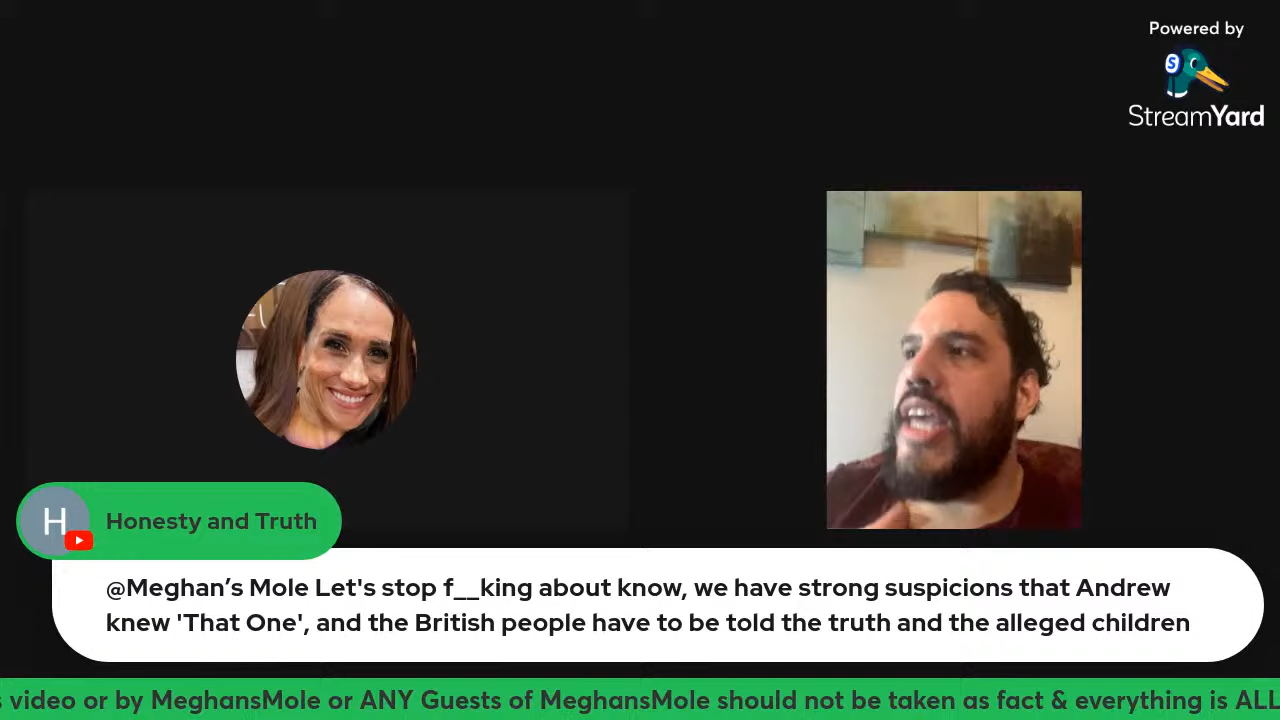 Powered by
S
StreamYard
H
Honesty and Truth
@Meghan’s Mole Let's stop f__king about know, we have strong suspicions that Andrew
knew 'That One', and the British people have to be told the truth and the alleged children
s video or by MeghansMole or ANY Guests of MeghansMole should not be taken as fact & everything is ALL